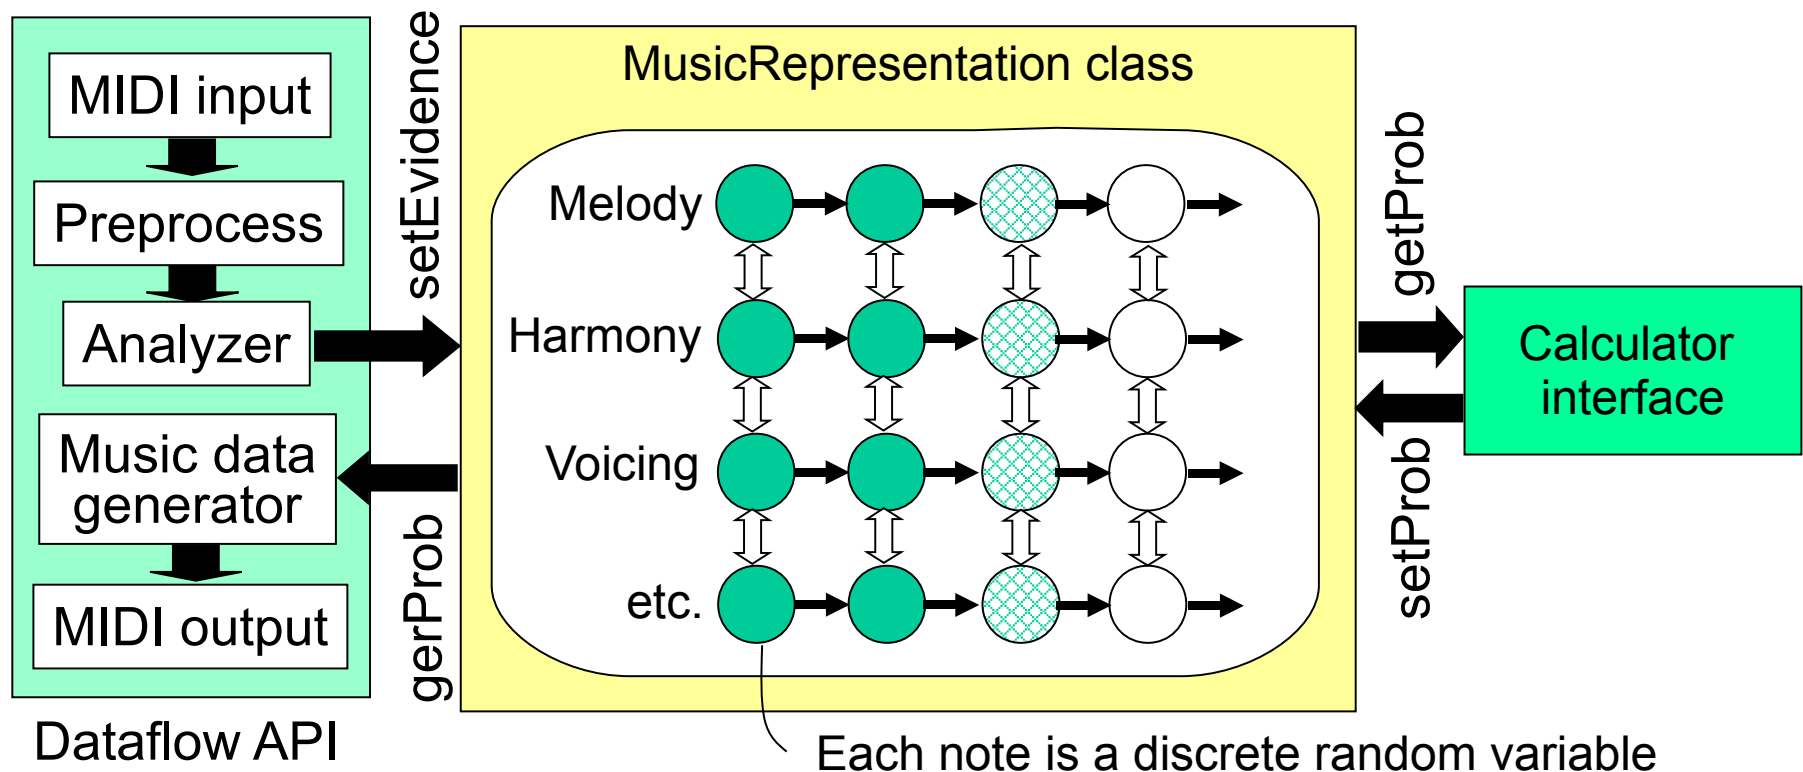 MIDI input
Preprocess
Analyzer
Music data
generator
MIDI output
Dataflow API
setEvidence
gerProb
MusicRepresentation class
Melody
Harmony
Voicing
etc.
Each note is a discrete random variable
getProb
setProb
Calculator
interface